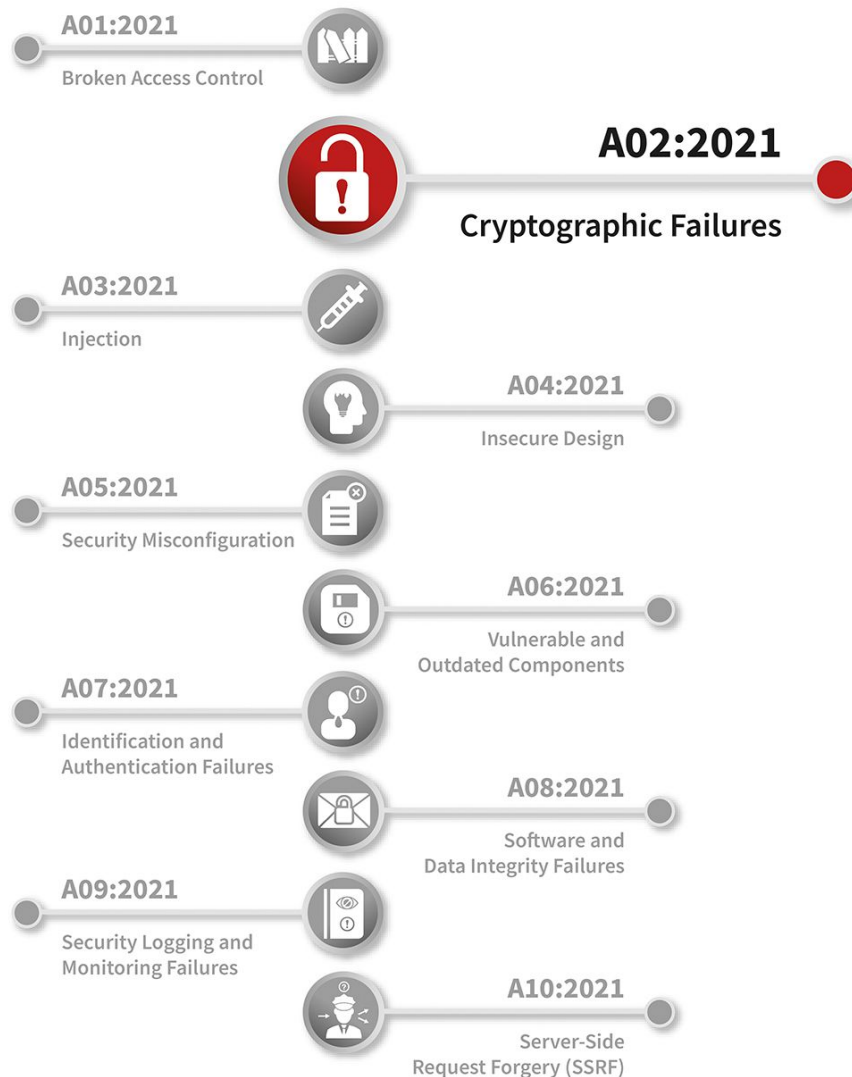 A01:2021
Broken Access Control
A02:2021
Cryptographic Failures
A03:2021
Injection
A04:2021
Insecure Design
A05:2021
Security Misconfiguration
A06:2021
Vulnerable and
Outdated Components
A07:2021
Identification and
Authentication Failures
A08:2021
Software and
Data Integrity Failures
A09:2021
Security Logging and
Monitoring Failures
A10:2021
Server-Side
Request Forgery (SSRF)